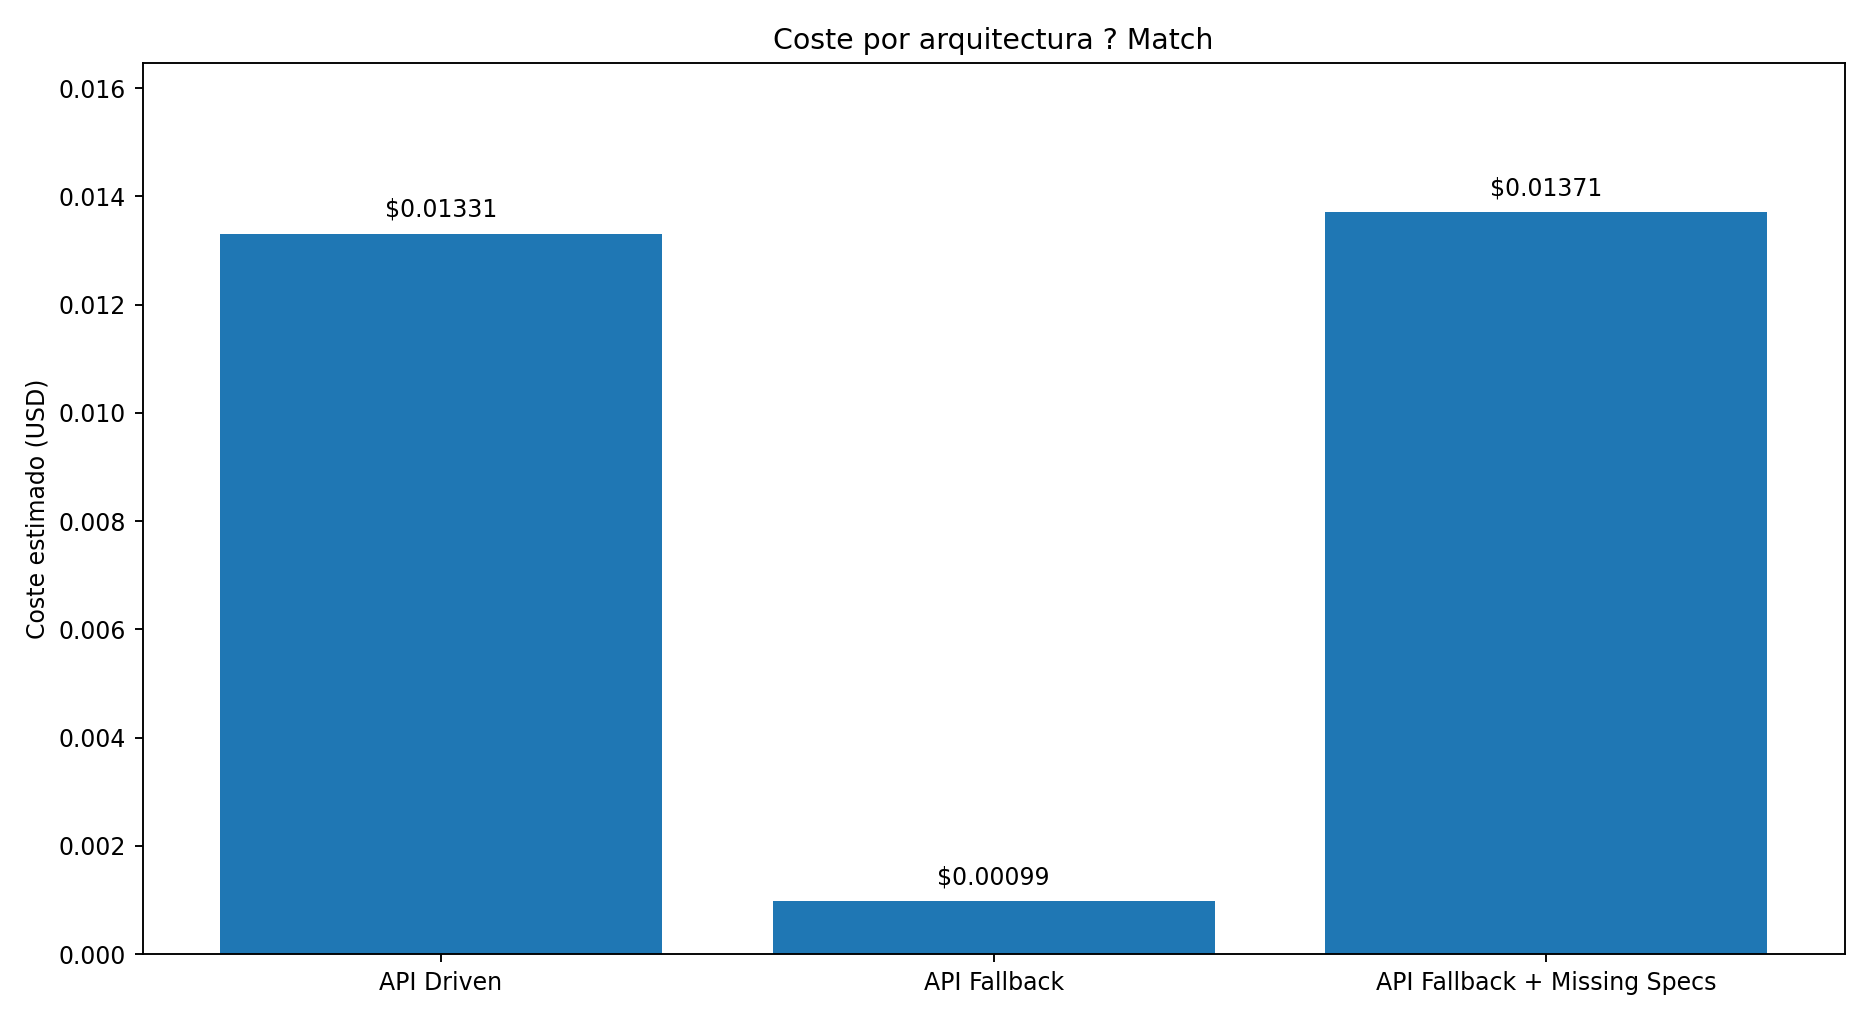 Coste por arquitectura ? Match
Coste estimado (USD)
0.016
0.014
0.012
0.010
0.008
0.006
0.004
0.002
0.000
$0.01331
$0.00099
$0.01371
API Driven
API Fallback
API Fallback + Missing Specs